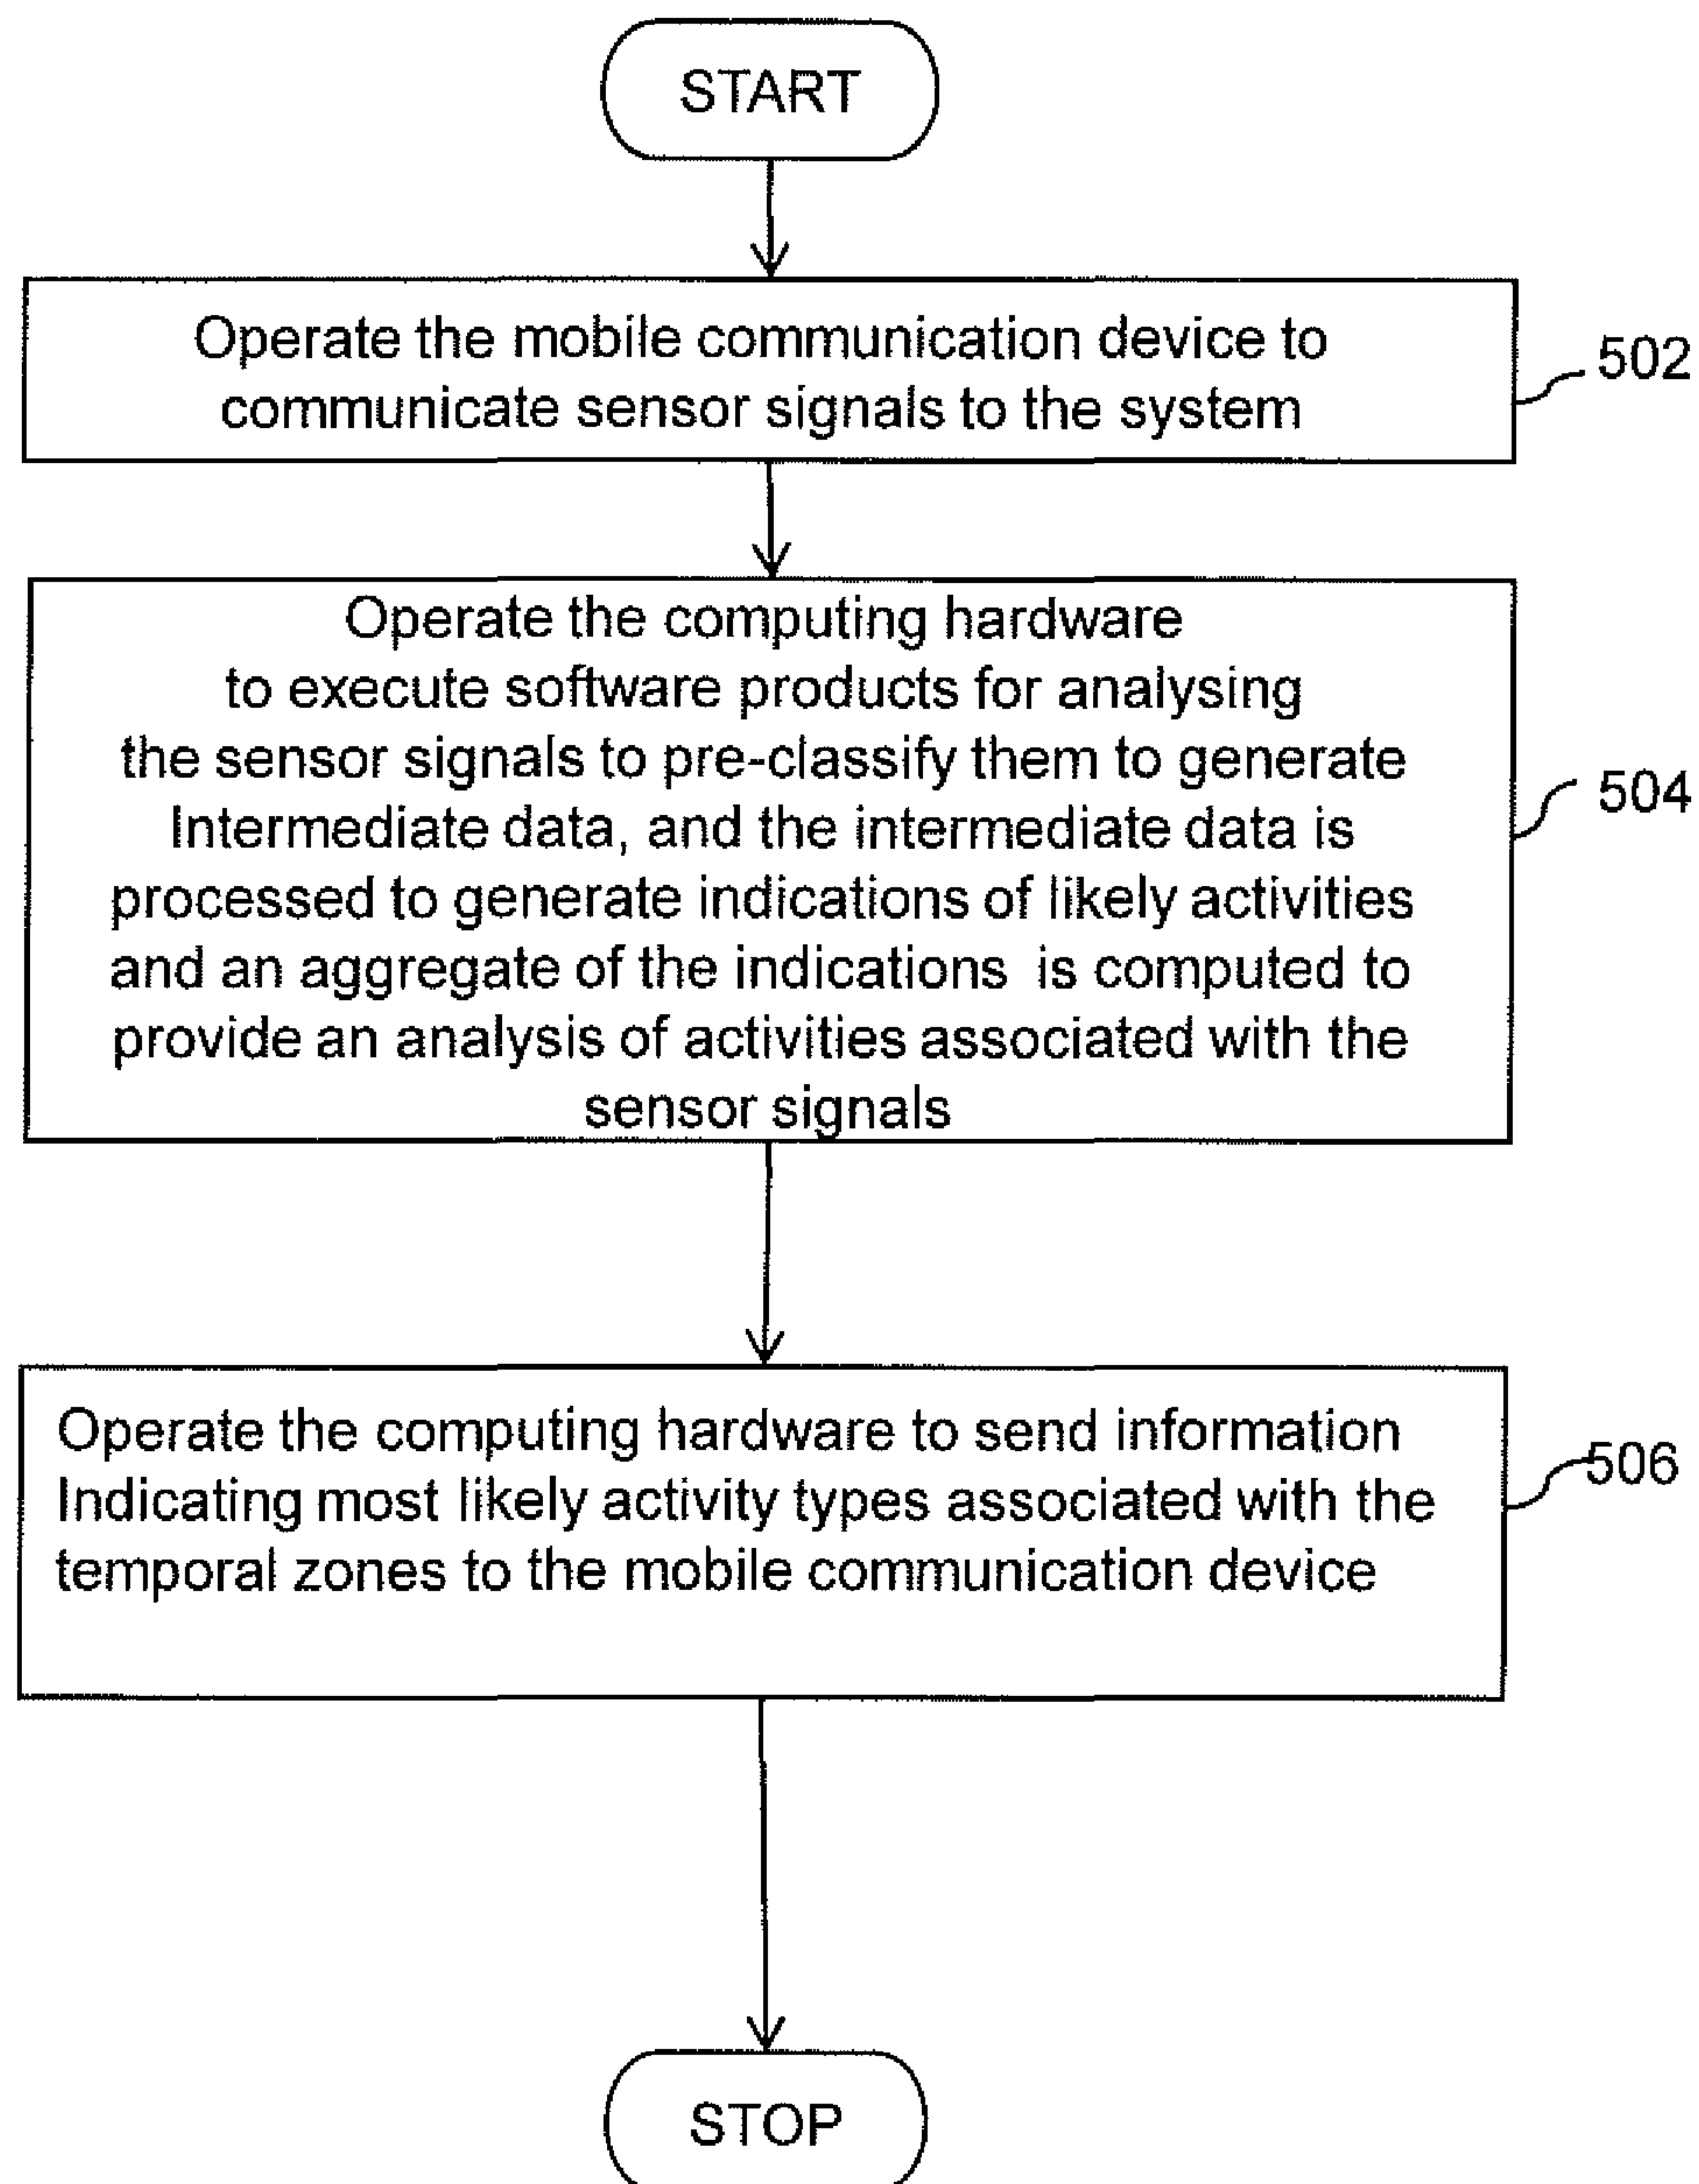 START
Operate the mobile communication device to
communicate sensor signals to the system
502
Operate the computing hardware
to execute software products for analysing
the sensor signals to pre-classify them to generate
Intermediate data, and the intermediate data is
processed to generate indications of likely activities
and an aggregate of the indications is computed to
provide an analysis of activities associated with the
sensor signals
504
Operate the computing hardware to send information
Indicating most likely activity types associated with the
temporal zones to the mobile communication device
506
STOP